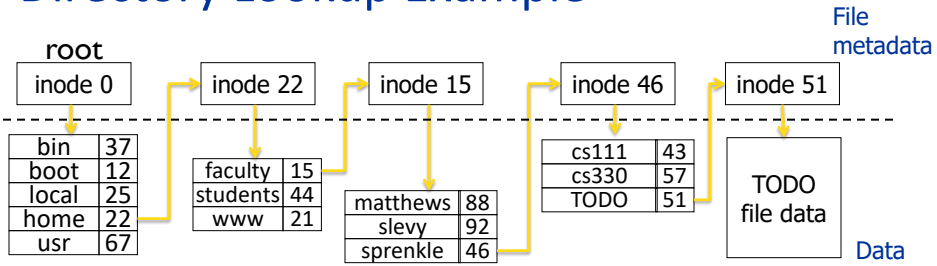 Directory Lookup Example
File
metadata
root
inode 0
inode 22
inode 15
inode 46
inode 51
bin 37
boot 12
local 25
home 22
usr 67
faculty 15
students 44
www 21
matthews 88
slevy 92
sprenkle 46
cs111 43
cs330 57
TODO 51
TODO
file data
Data